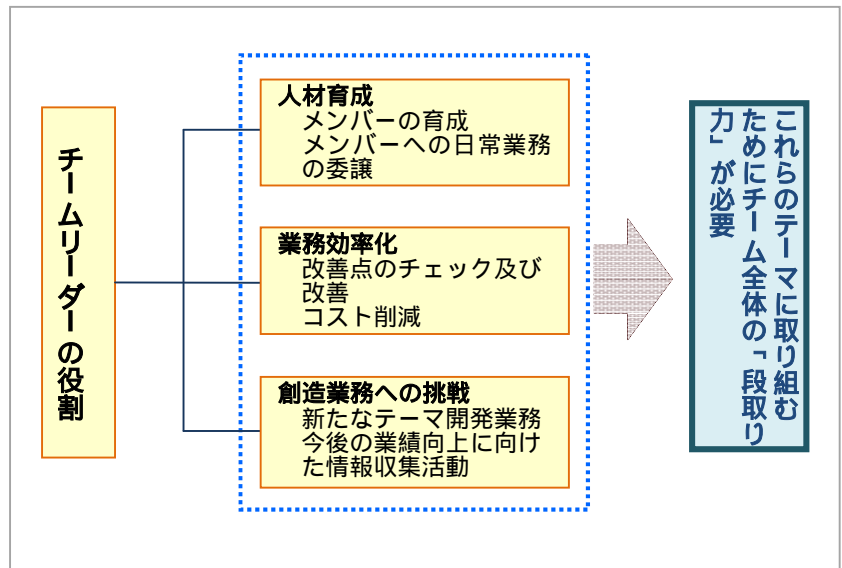 チームリーダーの役割
人材育成
メンバーの育成
メンバーへの日常業務
の委譲
業務効率化
改善点のチェック及び
改善
コスト削減
創造業務への挑戦
新たなテーマ開発業務
今後の業績向上に向け
た情報収集活動
これらのテーマに取り組む
ためにチーム全体の「段取り
力」が必要